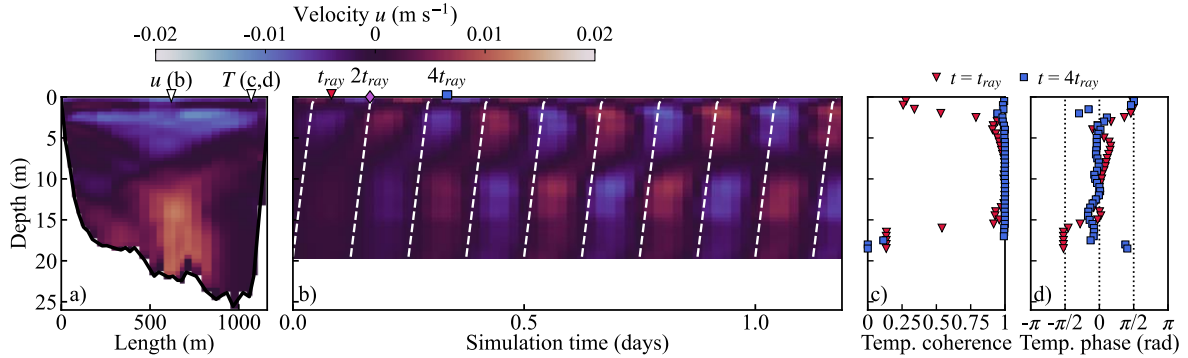 Velocity u (m s⁻¹)
-0.02 -0.01 0 0.01 0.02
u (b) T (c,d) t_ray 2t_ray 4t_ray t = t_ray t = 4t_ray
0
5
10
15
20
25
Depth (m)
a) b) c) d)
0 500 1000 0.0 0.5 1.0 0 0.25 0.75 1 -π -π/2 0 π/2 π
Length (m) Simulation time (days) Temp. coherence Temp. phase (rad)